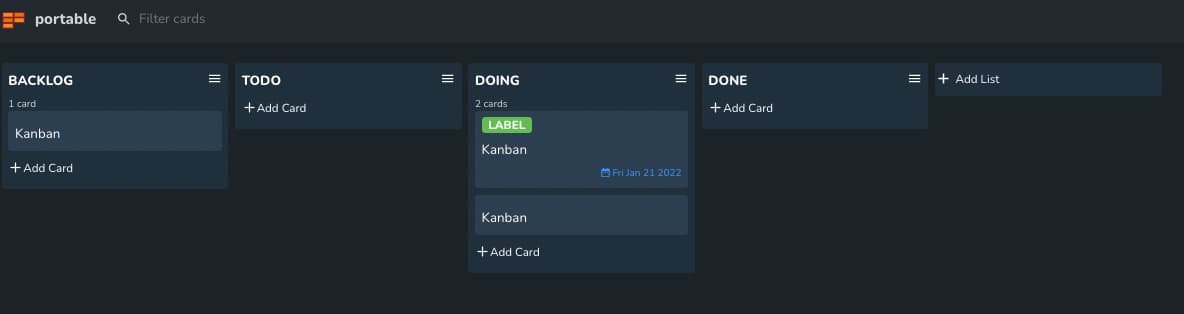 portable
Filter cards
BACKLOG
1 card
Kanban
Add Card
TODO
Add Card
DOING
2 cards
LABEL
Kanban
Fri Jan 21 2022
Kanban
Add Card
DONE
Add Card
Add List